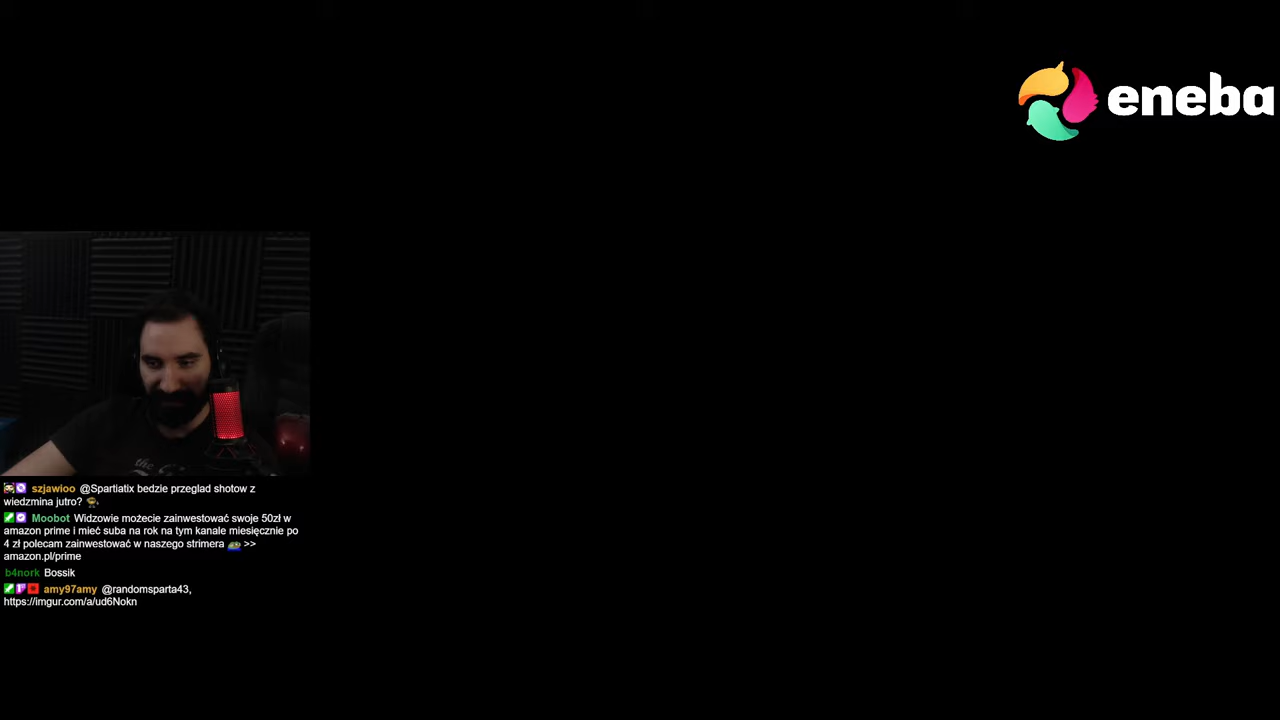 eneba
the
szjawioo @Spartiatix bedzie przeglad shotow z
wiedzmina jutro?
Moobot Widzowie możecie zainwestować swoje 50zł w
amazon prime i mieć suba na rok na tym kanale miesięcznie po
4 zł polecam zainwestować w naszego strimera >>
amazon.pl/prime
b4nork Bossik
amy97amy @randomsparta43,
https://imgur.com/a/ud6Nokn